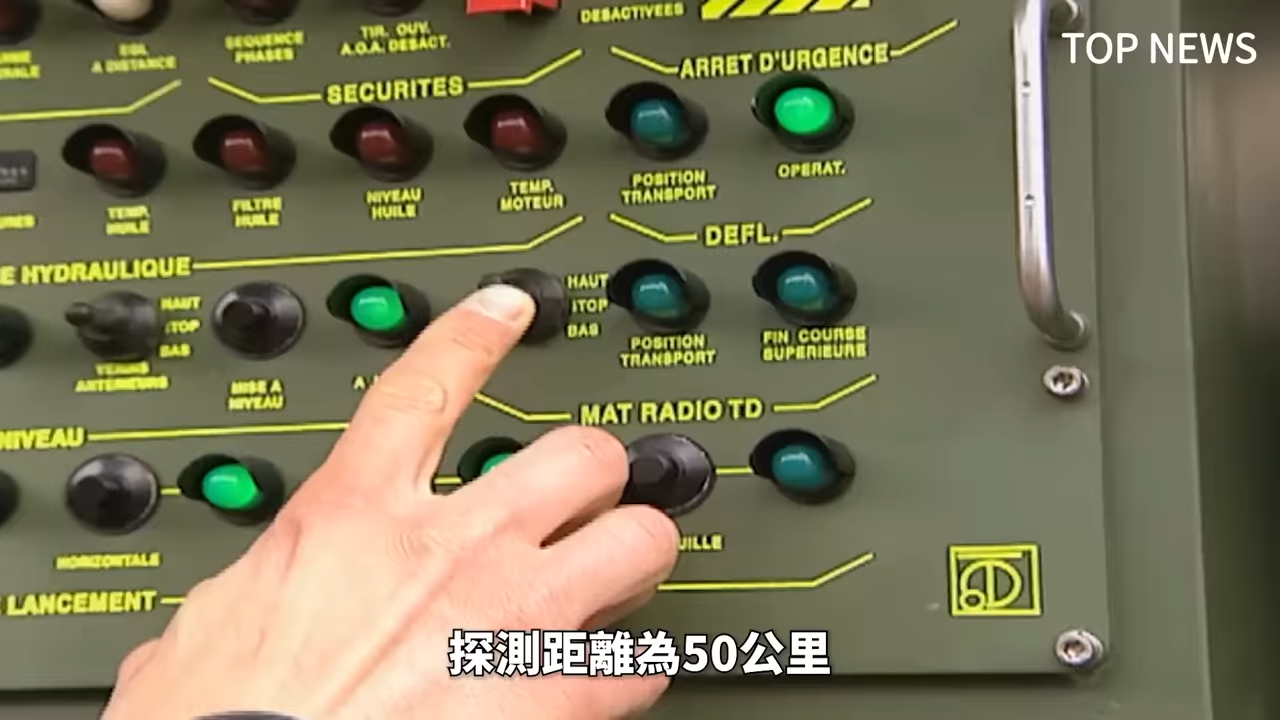 DESACTIVEES
TOP NEWS
EGL
A DISTANCE
SEQUENCE
PHASES
TIR. OUV.
A.O.A. DESACT.
SECURITES
ARRET D'URGENCE
TEMP.
HUILE
FILTRE
HUILE
NIVEAU
HUILE
TEMP.
MOTEUR
POSITION
TRANSPORT
OPERAT.
DEFL.
E HYDRAULIQUE
HAUT
STOP
BAS
HAUT
STOP
BAS
VERINS
ANTERIEURS
MISE A
NIVEAU
POSITION
TRANSPORT
FIN COURSE
SUPERIEURE
MAT RADIO TD
NIVEAU
HORIZONTALE
UILLE
LANCEMENT
探測距離為50公里